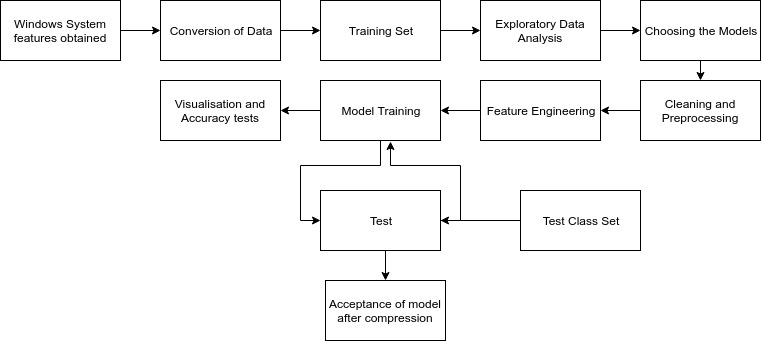 Windows System
features obtained
Conversion of Data
Training Set
Exploratory Data
Analysis
Choosing the Models
Visualisation and
Accuracy tests
Model Training
Feature Engineering
Cleaning and
Preprocessing
Test
Test Class Set
Acceptance of model
after compression